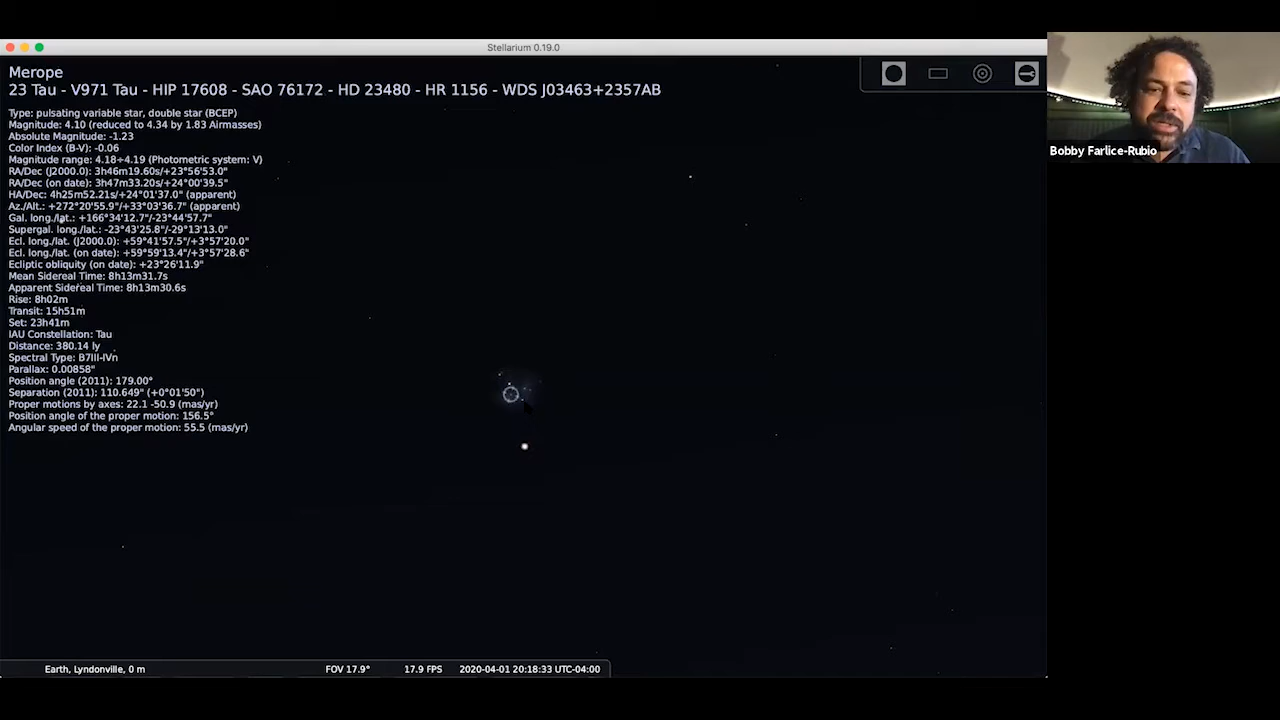 Stellarium 0.19.0
Merope
23 Tau - V971 Tau - HIP 17608 - SAO 76172 - HD 23480 - HR 1156 - WDS J03463+2357AB
Type: pulsating variable star, double star (BCEP)
Magnitude: 4.10 (reduced to 4.34 by 1.83 Airmasses)
Absolute Magnitude: -1.23
Color Index (B-V): -0.06
Magnitude range: 4.18÷4.19 (Photometric system: V)
RA/Dec (J2000.0): 3h46m19.60s/+23°56'53.0"
RA/Dec (on date): 3h47m33.20s/+24°00'39.5"
HA/Dec: 4h25m52.21s/+24°01'37.0" (apparent)
Az./Alt.: +272°20'55.9"/+33°03'36.7" (apparent)
Gal. long./lat.: +166°34'12.7"/-23°44'57.7"
Supergal. long./lat.: -23°43'25.8"/-29°13'13.0"
Ecl. long./lat. (J2000.0): +59°41'57.5"/+3°57'20.0"
Ecl. long./lat. (on date): +59°59'13.4"/+3°57'28.6"
Ecliptic obliquity (on date): +23°26'11.9"
Mean Sidereal Time: 8h13m31.7s
Apparent Sidereal Time: 8h13m30.6s
Rise: 8h02m
Transit: 15h51m
Set: 23h41m
IAU Constellation: Tau
Distance: 380.14 ly
Spectral Type: B7III-IVn
Parallax: 0.00858"
Position angle (2011): 179.00°
Separation (2011): 110.649" (+0°01'50")
Proper motions by axes: 22.1 -50.9 (mas/yr)
Position angle of the proper motion: 156.5°
Angular speed of the proper motion: 55.5 (mas/yr)
Bobby Farlice-Rubio
Earth, Lyndonville, 0 m FOV 17.9° 17.9 FPS 2020-04-01 20:18:33 UTC-04:00